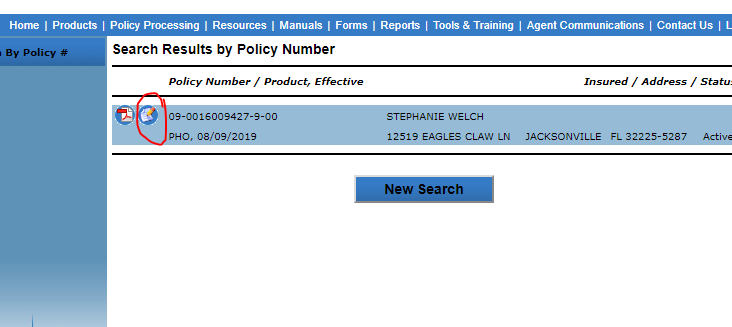 Home | Products | Policy Processing | Resources | Manuals | Forms | Reports | Tools & Training | Agent Communications | Contact Us |
By Policy #
Search Results by Policy Number
Policy Number / Product, Effective Insured / Address /
09-0016009427-9-00 STEPHANIE WELCH
PHO, 08/09/2019 12519 EAGLES CLAW LN JACKSONVILLE FL 32225-5287 Active
New Search